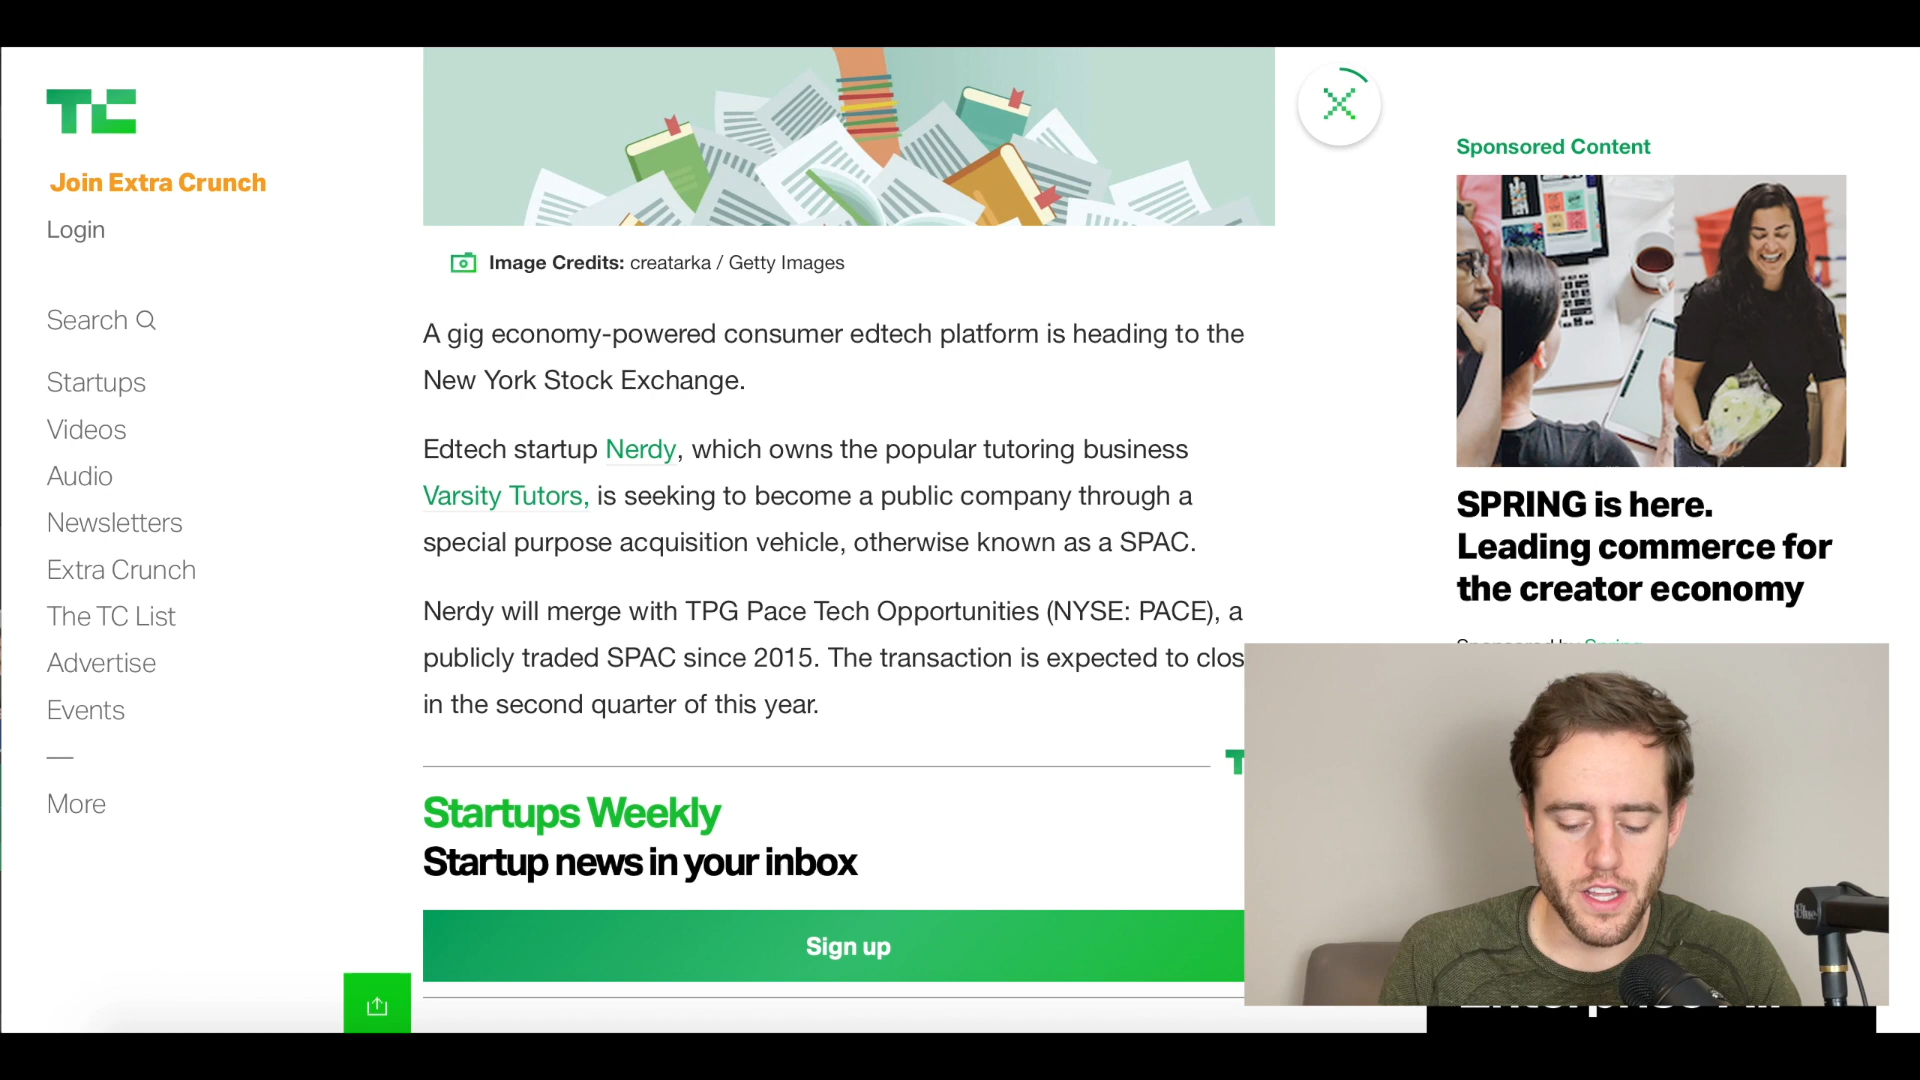 TC
Join Extra Crunch
Login
Search
Startups
Videos
Audio
Newsletters
Extra Crunch
The TC List
Advertise
Events
More
Image Credits: creatarka / Getty Images
A gig economy-powered consumer edtech platform is heading to the
New York Stock Exchange.
Edtech startup Nerdy, which owns the popular tutoring business
Varsity Tutors, is seeking to become a public company through a
special purpose acquisition vehicle, otherwise known as a SPAC.
Nerdy will merge with TPG Pace Tech Opportunities (NYSE: PACE), a
publicly traded SPAC since 2015. The transaction is expected to clos
in the second quarter of this year.
Startups Weekly
Startup news in your inbox
Sign up
Sponsored Content
SPRING is here.
Leading commerce for
the creator economy
Blue